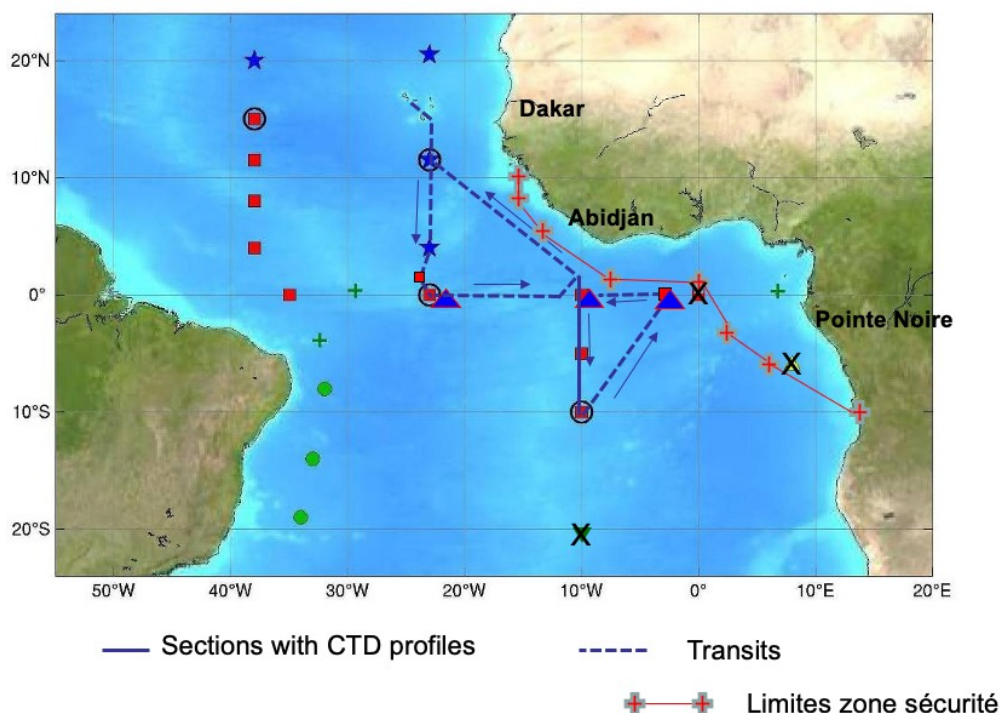 20°N
10°N
0°
10°S
20°S
Dakar
Abidjan
Pointe Noire
X
X
X
50°W 40°W 30°W 20°W 10°W 0° 10°E 20°E
Sections with CTD profiles Transits
Limites zone sécurité